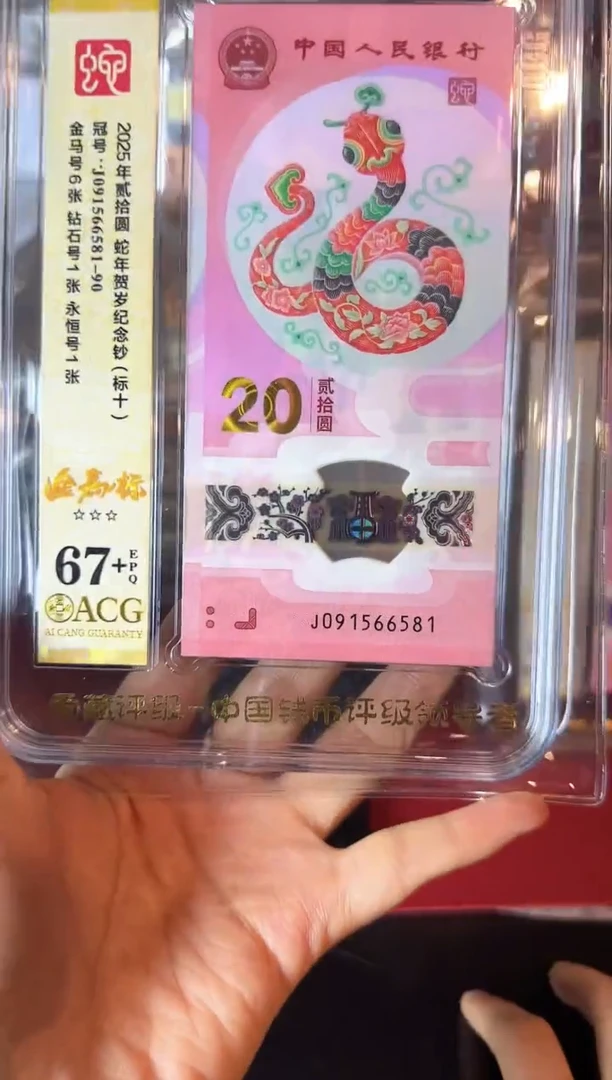 蛇
2025年贰拾圆 蛇年贺岁纪念钞（标十）
冠号：J091566581-90
金马号6张 钻石号1张 永恒号1张
金马标
☆☆☆
67+
EPQ
ACG
AI CANG GUARANTY
中国人民银行
蛇
20
贰拾圆
J091566581
爱藏评级-中国钱币评级领导者